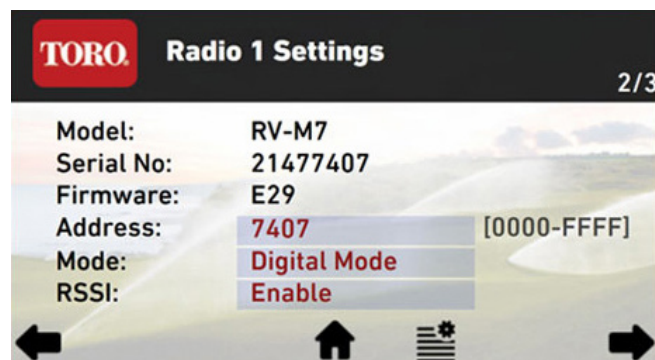 TORO.
Radio 1 Settings
2/3
Model: RV-M7
Serial No: 21477407
Firmware: E29
Address: 7407 [0000-FFFF]
Mode: Digital Mode
RSSI: Enable